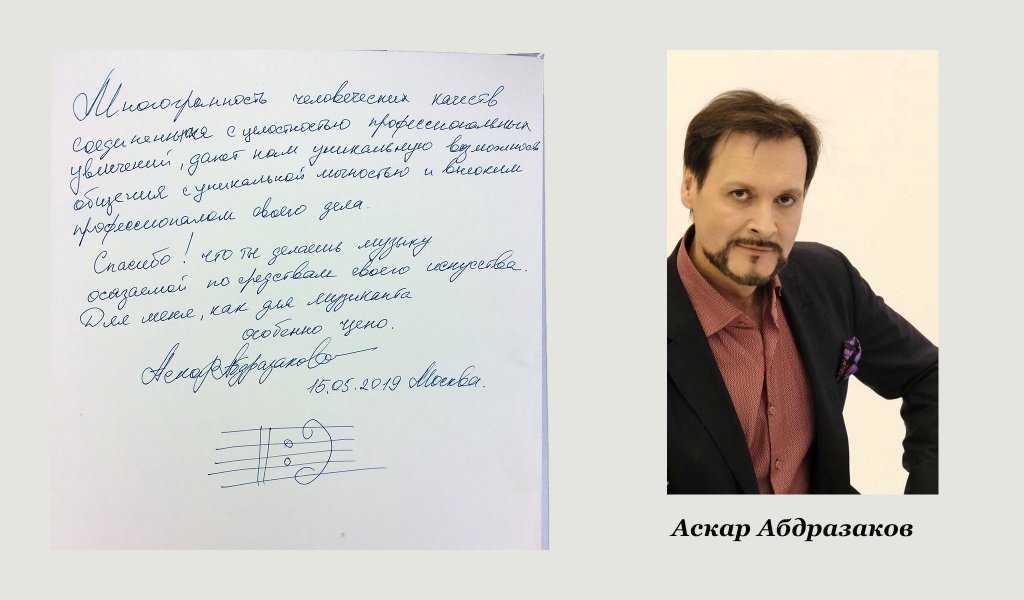 Многогранность человеческих качеств
соединенная с целостностью профессиональных
увлечений, дают нам уникальную возможность
общения с уникальной личностью и высоким
профессионалом своего дела.
Спасибо! что ты делаешь музыку
осязаемой по средствам своего искусства.
Для меня, как для музыканта
особенно ценно.
Аскар Абдразаков
15.05.2019 Москва.
Аскар Абдразаков